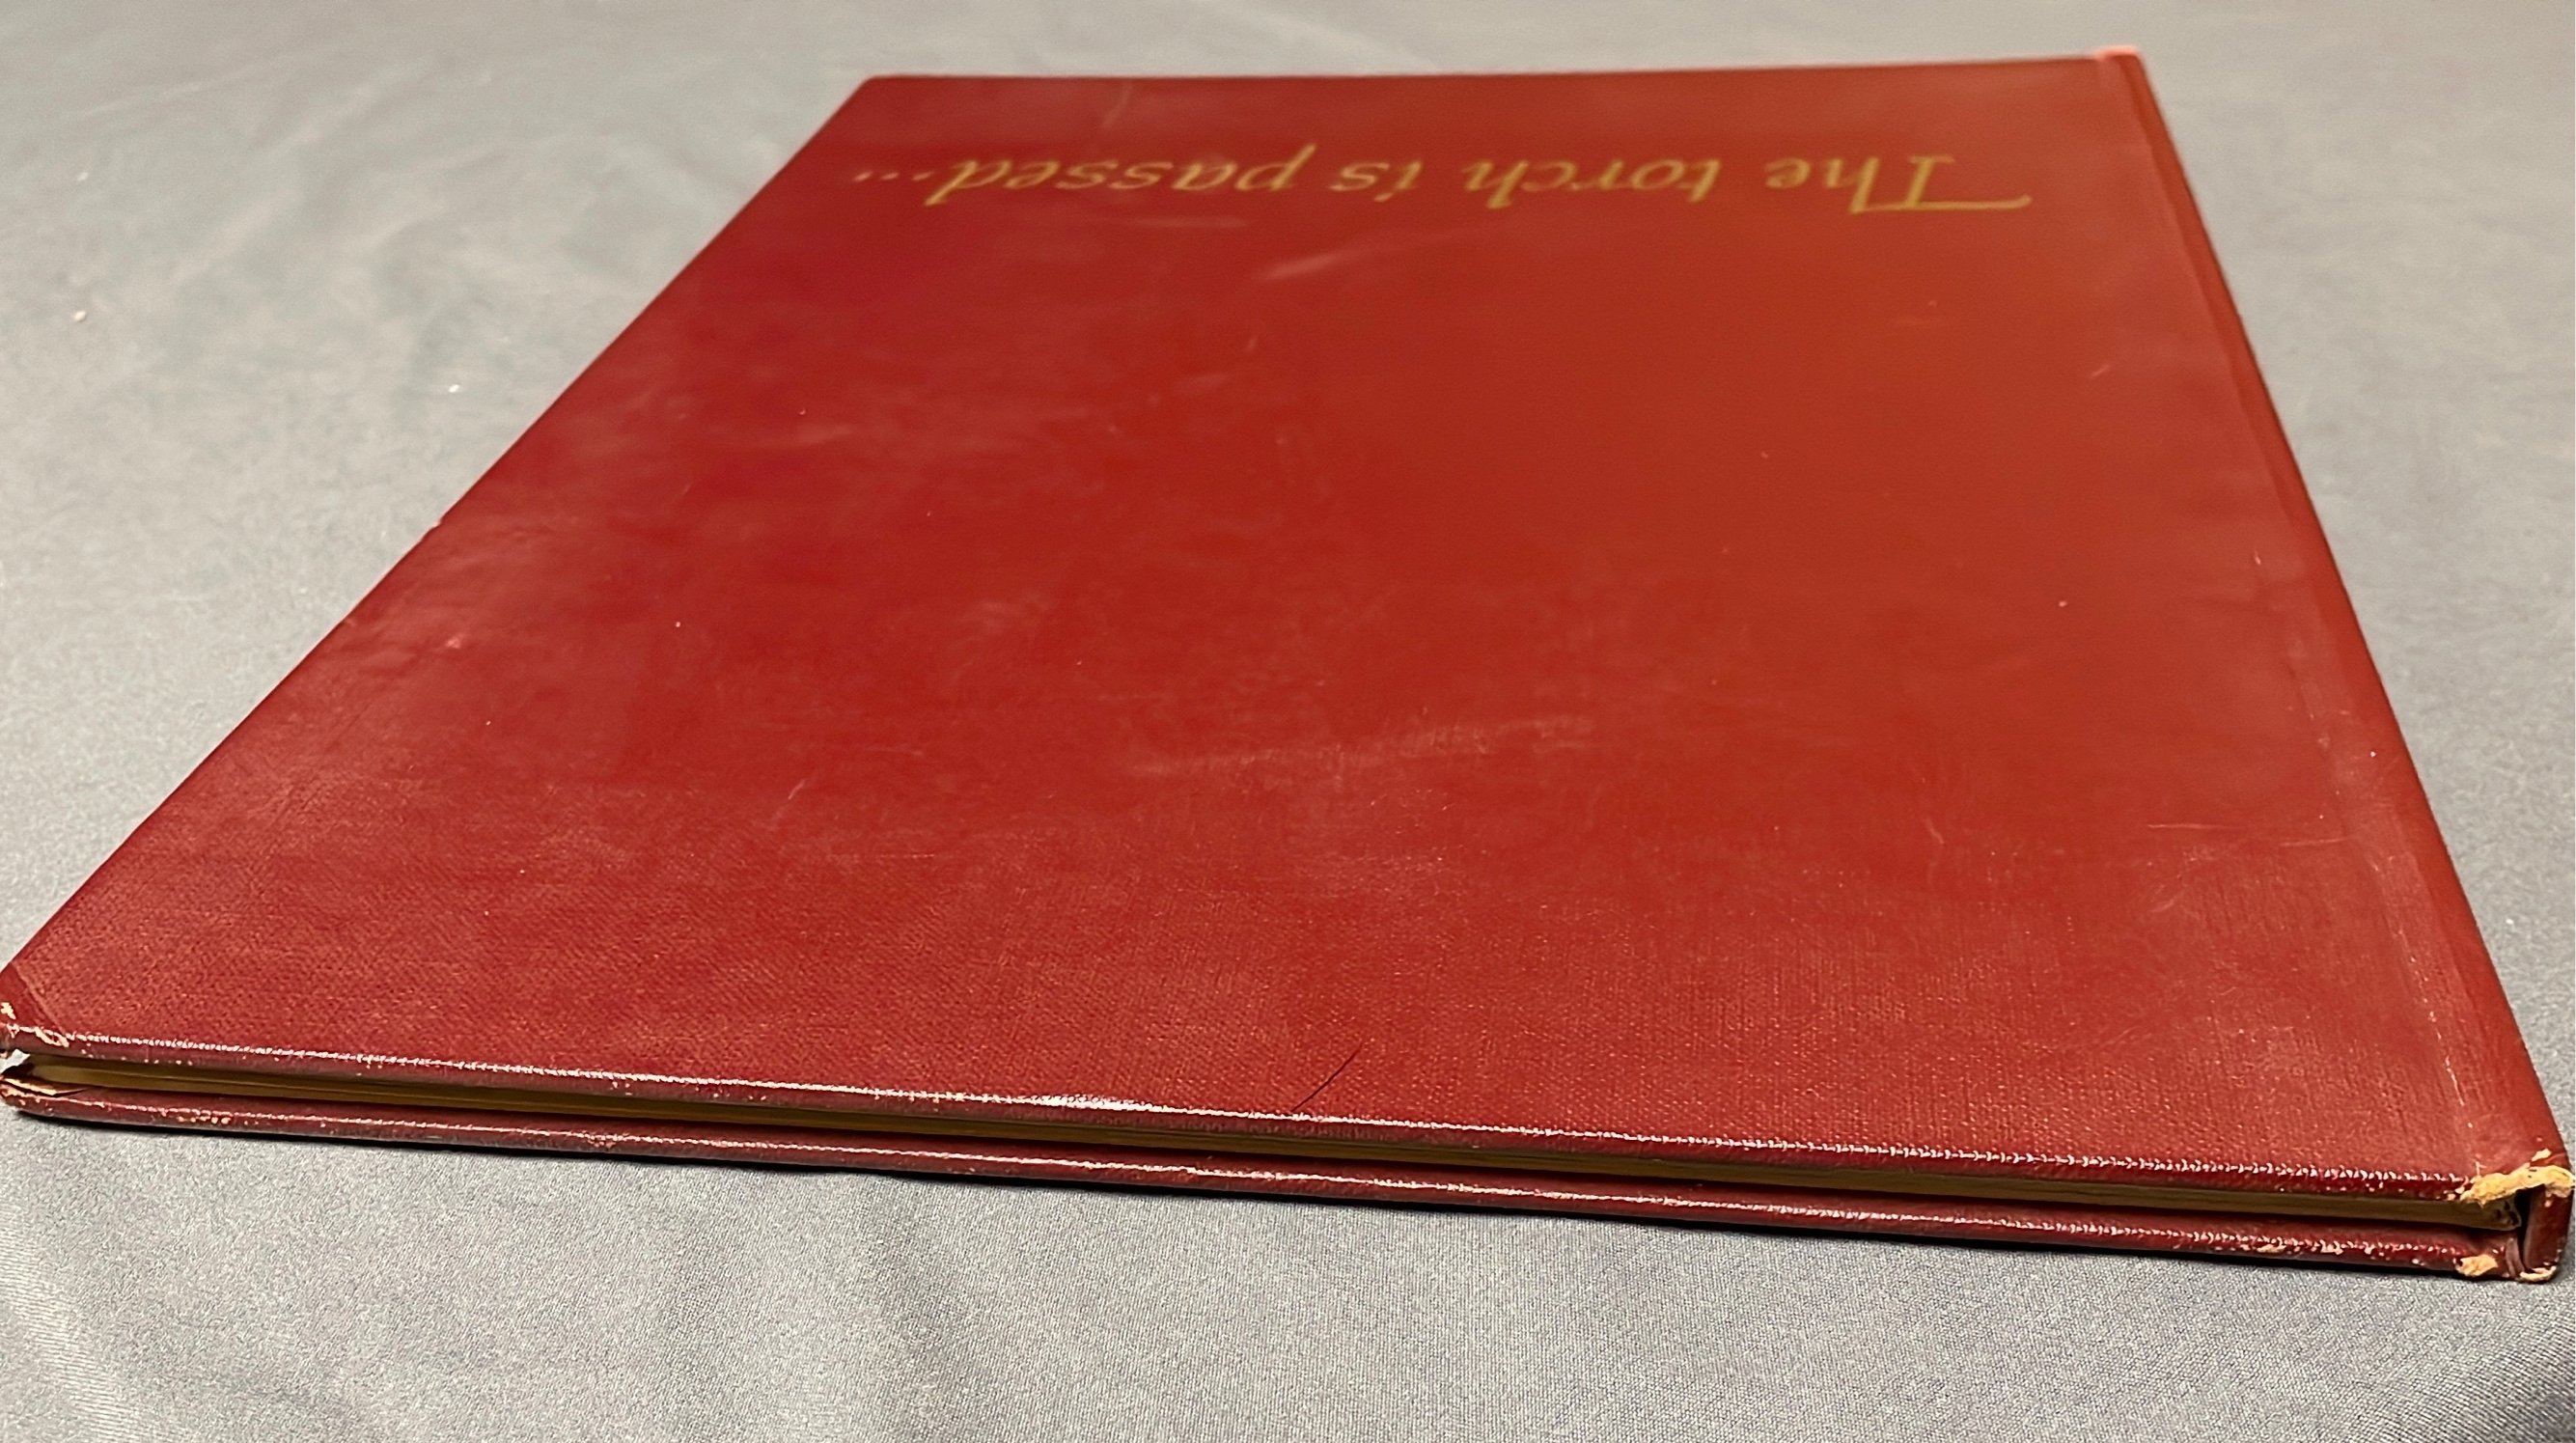 The torch is passed...